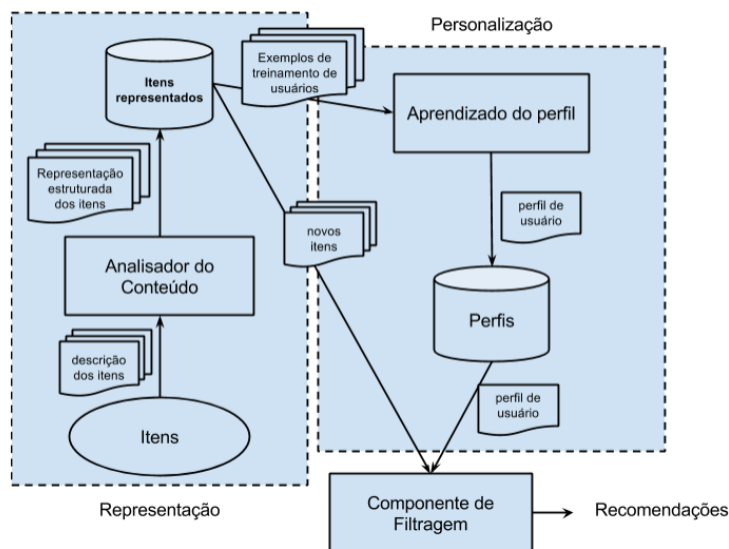 Personalização
Itens
representados
Exemplos de
treinamento de
usuários
Aprendizado do perfil
Representação
estruturada
dos itens
perfil de
usuário
novos
itens
Analisador do
Conteúdo
Perfis
descrição
dos itens
perfil de
usuário
Itens
Representação
Componente de
Filtragem
Recomendações